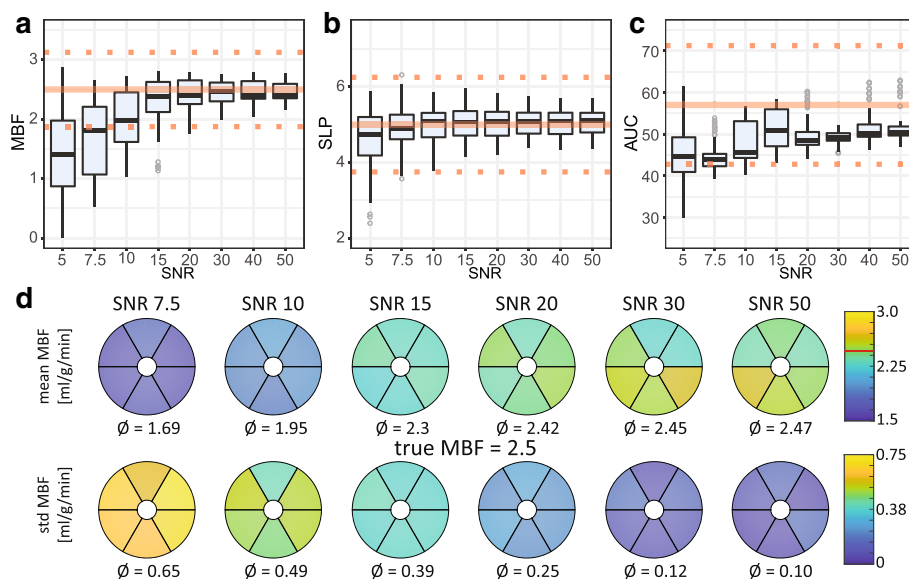 a
b
c
3
2
1
0
MBF
5 7.5 10 15 20 30 40 50
SNR
6
4
2
SLP
5 7.5 10 15 20 30 40 50
SNR
70
60
50
40
30
AUC
5 7.5 10 15 20 30 40 50
SNR
d
SNR 7.5 SNR 10 SNR 15 SNR 20 SNR 30 SNR 50
mean MBF
[ml/g/min]
3.0
2.25
1.5
Ø = 1.69 Ø = 1.95 Ø = 2.3 Ø = 2.42 Ø = 2.45 Ø = 2.47
true MBF = 2.5
std MBF
[ml/g/min]
0.75
0.38
0
Ø = 0.65 Ø = 0.49 Ø = 0.39 Ø = 0.25 Ø = 0.12 Ø = 0.10